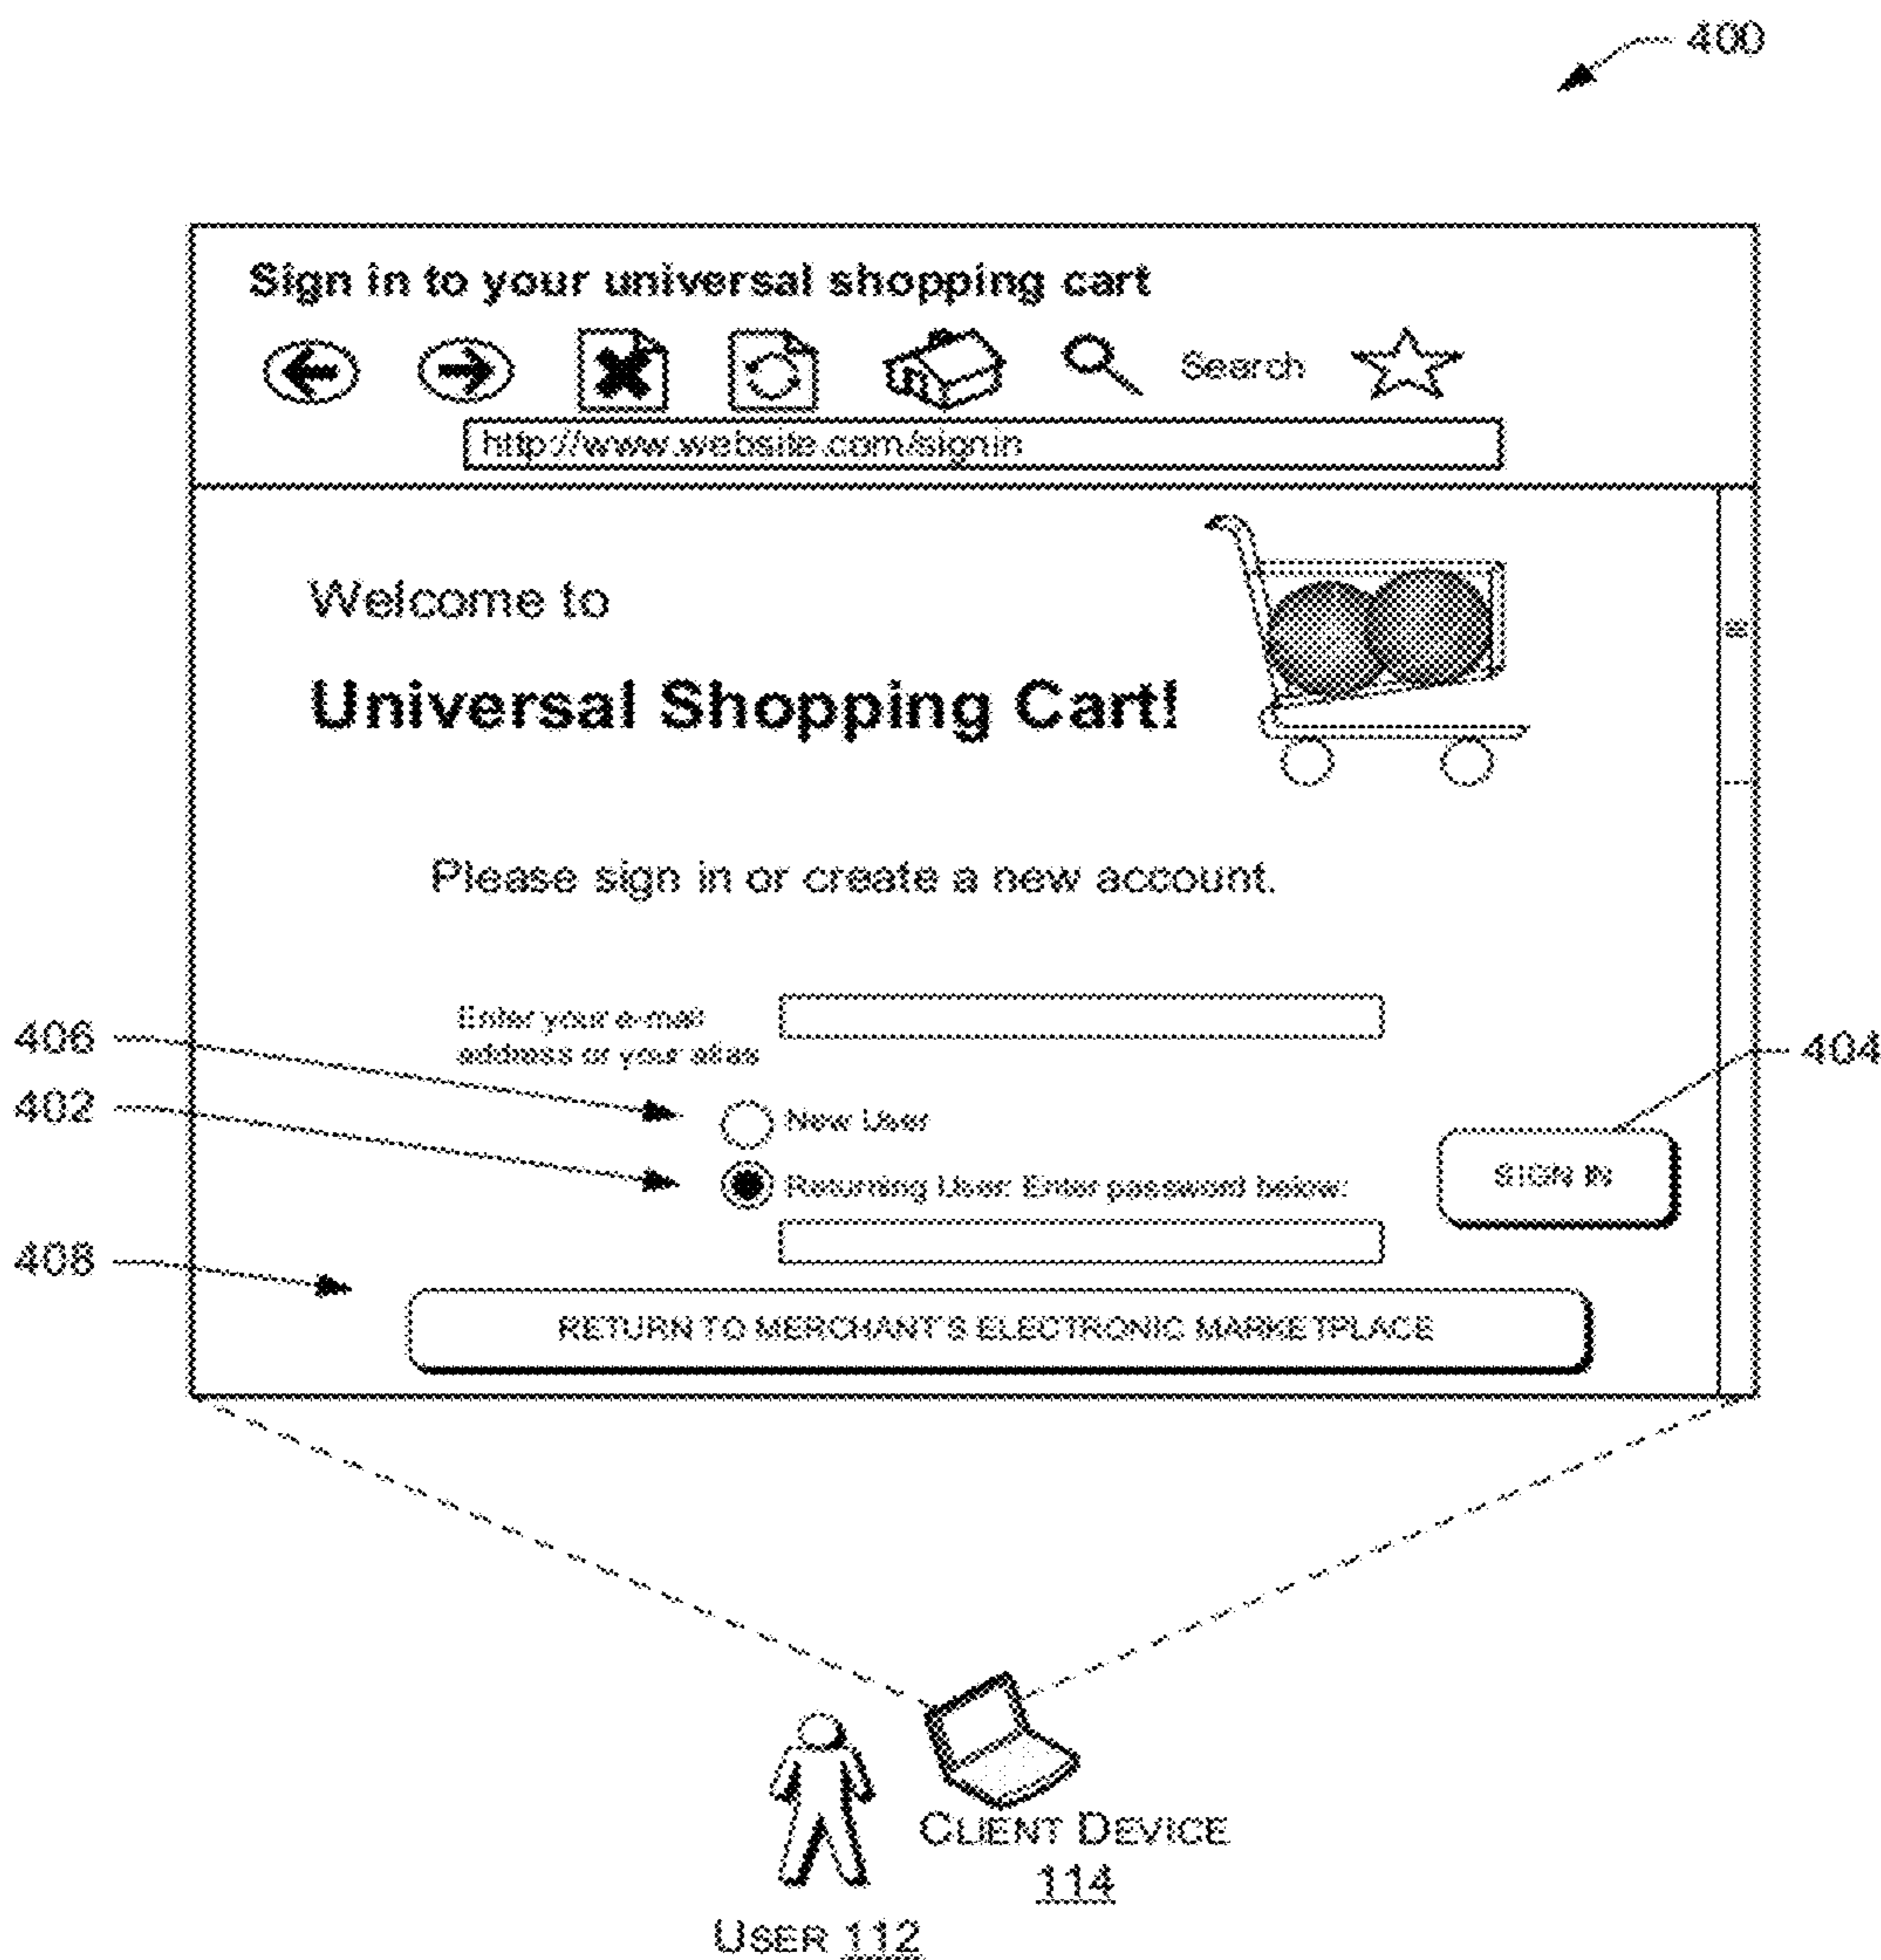 400
Sign in to your universal shopping cart
Search
http://www.website.com/signin
Welcome to
Universal Shopping Cart!
Please sign in or create a new account.
Enter your e-mail
address or your alias
406
404
402
New User
SIGN IN
Returning User: Enter password below:
408
RETURN TO MERCHANT'S ELECTRONIC MARKETPLACE
CLIENT DEVICE
114
USER 112